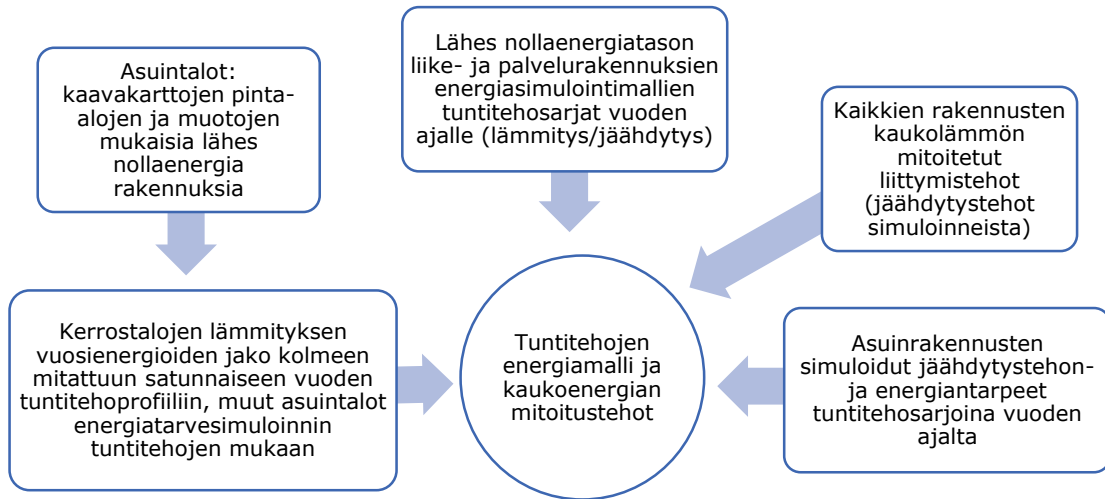 Asuintalot:
kaavakarttojen pinta-
alojen ja muotojen
mukaisia lähes
nollaenergia
rakennuksia
Lähes nollaenergiatason
liike- ja palvelurakennuksien
energiasimulointimallien
tuntitehosarjat vuoden
ajalle (lämmitys/jäähdytys)
Kaikkien rakennusten
kaukolämmön
mitoitetut
liittymistehot
(jäähdytystehot
simuloinneista)
Kerrostalojen lämmityksen
vuosienergioiden jako kolmeen
mitattuun satunnaiseen vuoden
tuntitehoprofiiliin, muut asuintalot
energiatarvesimuloinnin
tuntitehojen mukaan
Tuntitehojen
energiamalli ja
kaukoenergian
mitoitustehot
Asuinrakennusten
simuloidut jäähdytystehon-
ja energiantarpeet
tuntitehosarjoina vuoden
ajalta